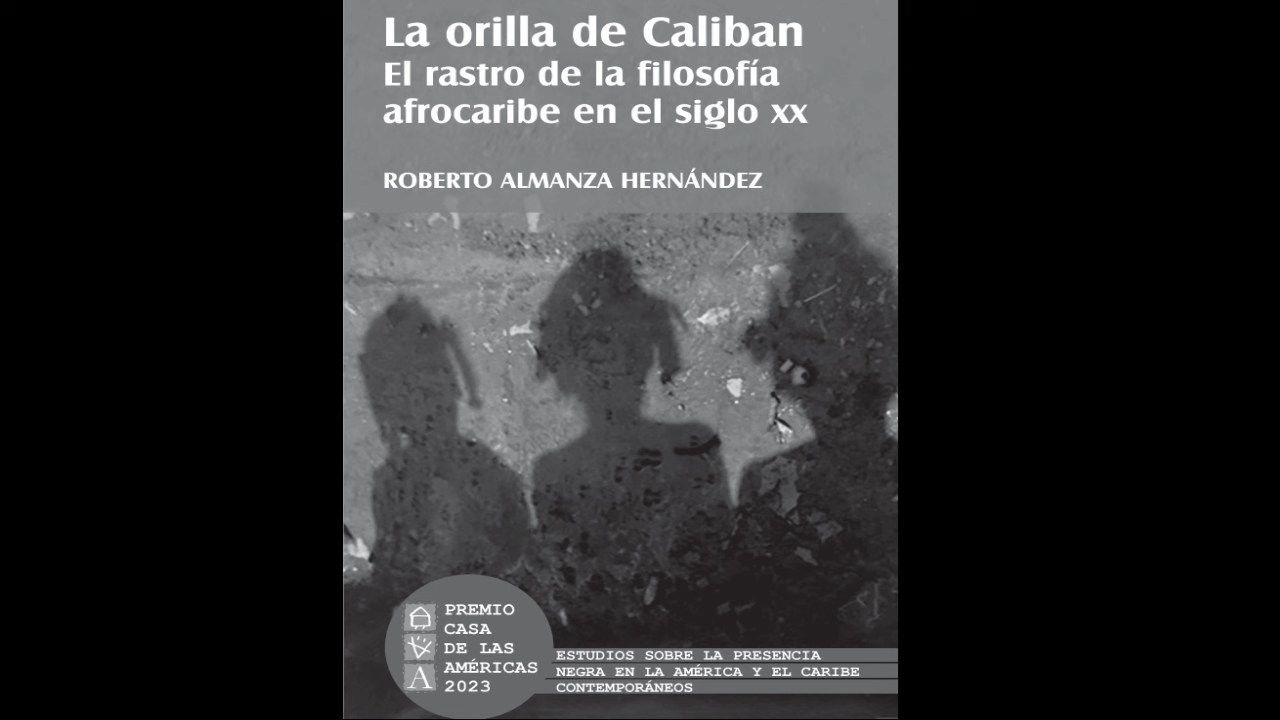 La orilla de Caliban
El rastro de la filosofía
afrocaribe en el siglo xx
ROBERTO ALMANZA HERNÁNDEZ
PREMIO
CASA
DE LAS
AMÉRICAS
2023
A
ESTUDIOS SOBRE LA PRESENCIA
NEGRA EN LA AMÉRICA Y EL CARIBE
CONTEMPORÁNEOS